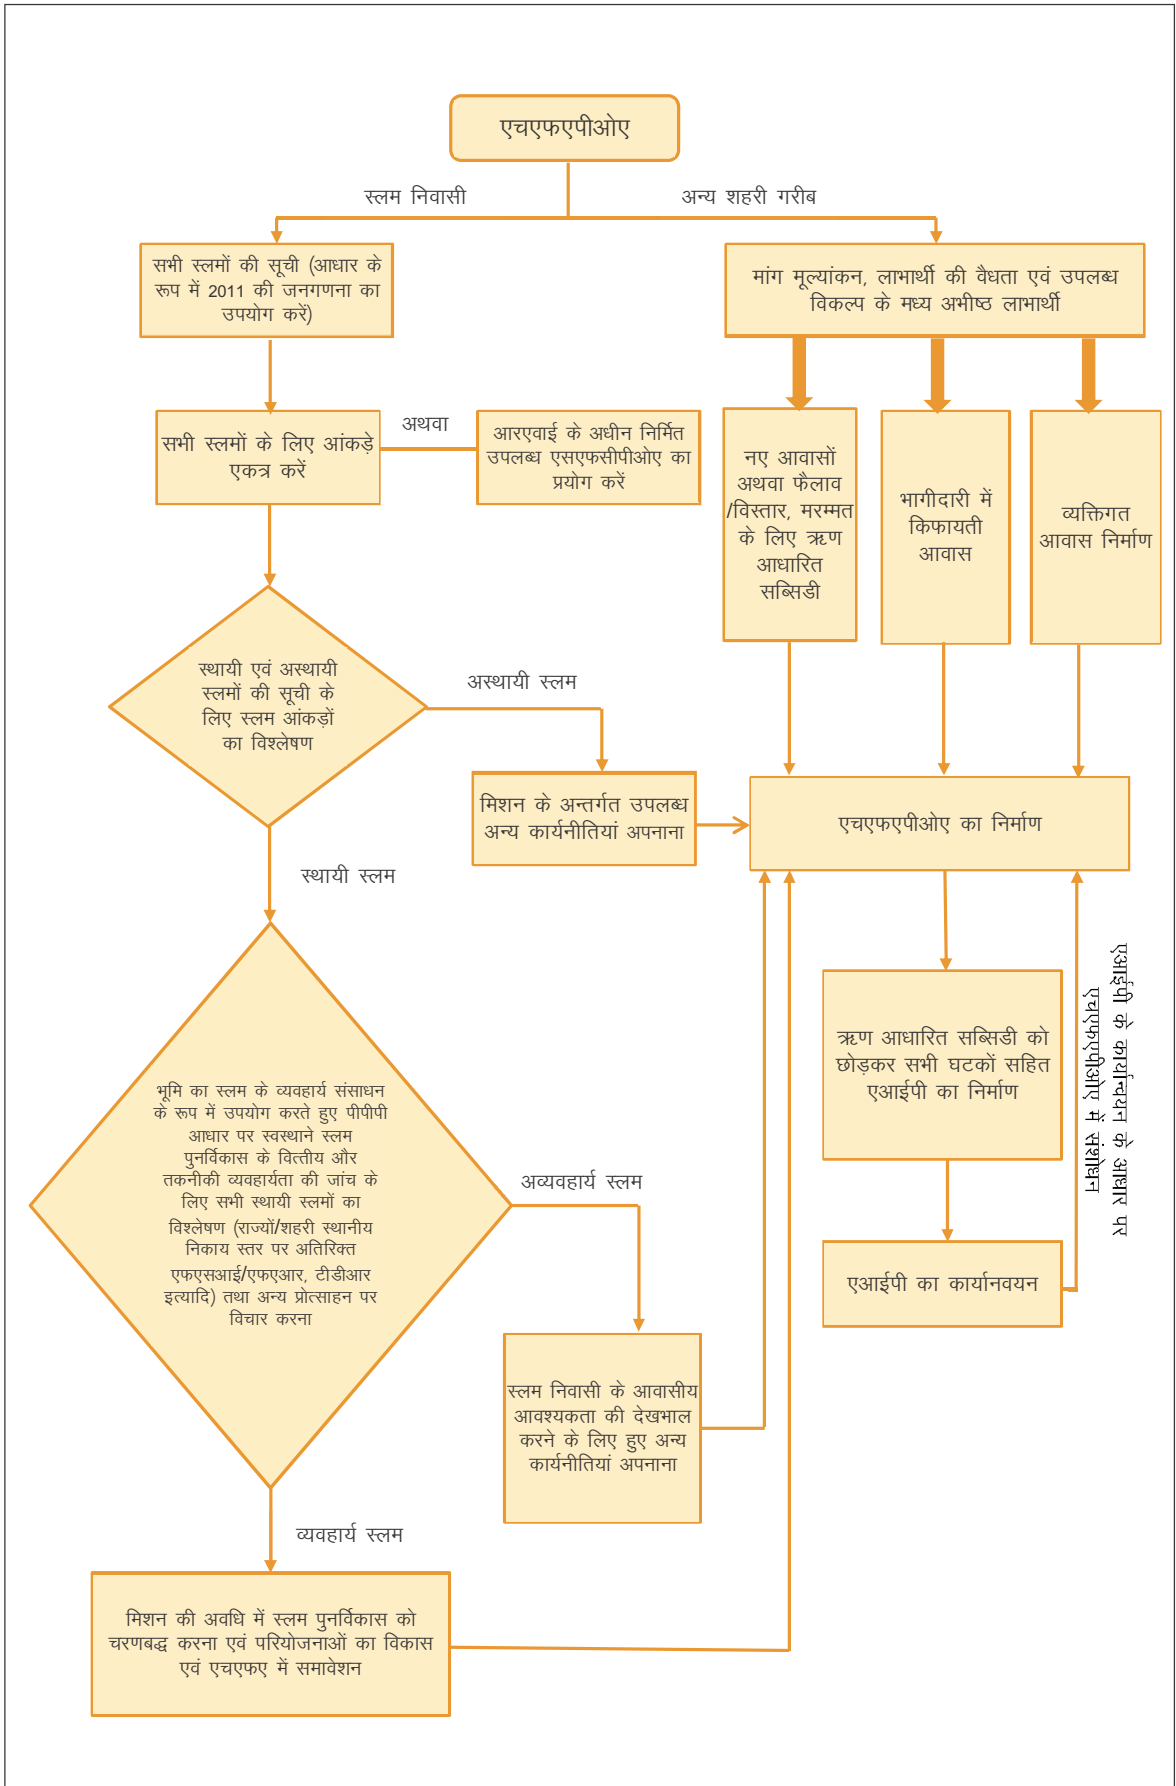 एचएफएपीओए
स्लम निवासी
अन्य शहरी गरीब
सभी स्लमों की सूची (आधार के
रूप में 2011 की जनगणना का
उपयोग करें)
मांग मूल्यांकन, लाभार्थी की वैधता एवं उपलब्ध
विकल्प के मध्य अभीष्ठ लाभार्थी
सभी स्लमों के लिए आंकड़े
एकत्र करें
अथवा
आरएवाई के अधीन निर्मित
उपलब्ध एसएफसीपीओए का
प्रयोग करें
नए आवासों
अथवा फैलाव
/विस्तार, मरम्मत
के लिए ऋण
आधारित
सब्सिडी
भागीदारी में
किफायती
आवास
व्यक्तिगत
आवास निर्माण
स्थायी एवं अस्थायी
स्लमों की सूची के
लिए स्लम आंकड़ों
का विश्लेषण
अस्थायी स्लम
मिशन के अन्तर्गत उपलब्ध
अन्य कार्यनीतियां अपनाना
एचएफएपीओए का निर्माण
स्थायी स्लम
भूमि का स्लम के व्यवहार्य संसाधन
के रूप में उपयोग करते हुए पीपीपी
आधार पर स्वस्थाने स्लम
पुनर्विकास के वित्तीय और
तकनीकी व्यवहार्यता की जांच के
लिए सभी स्थायी स्लमों का
विश्लेषण (राज्यों/शहरी स्थानीय
निकाय स्तर पर अतिरिक्त
एफएसआई/एफएआर, टीडीआर
इत्यादि) तथा अन्य प्रोत्साहन पर
विचार करना
अव्यवहार्य स्लम
ऋण आधारित सब्सिडी को
छोड़कर सभी घटकों सहित
एआईपी का निर्माण
एआईपी के कार्यान्वयन के आधार पर
एचएफएपीओए में संशोधन
एआईपी का कार्यानवयन
स्लम निवासी के आवासीय
आवश्यकता की देखभाल
करने के लिए हुए अन्य
कार्यनीतियां अपनाना
व्यवहार्य स्लम
मिशन की अवधि में स्लम पुनर्विकास को
चरणबद्ध करना एवं परियोजनाओं का विकास
एवं एचएफए में समावेशन